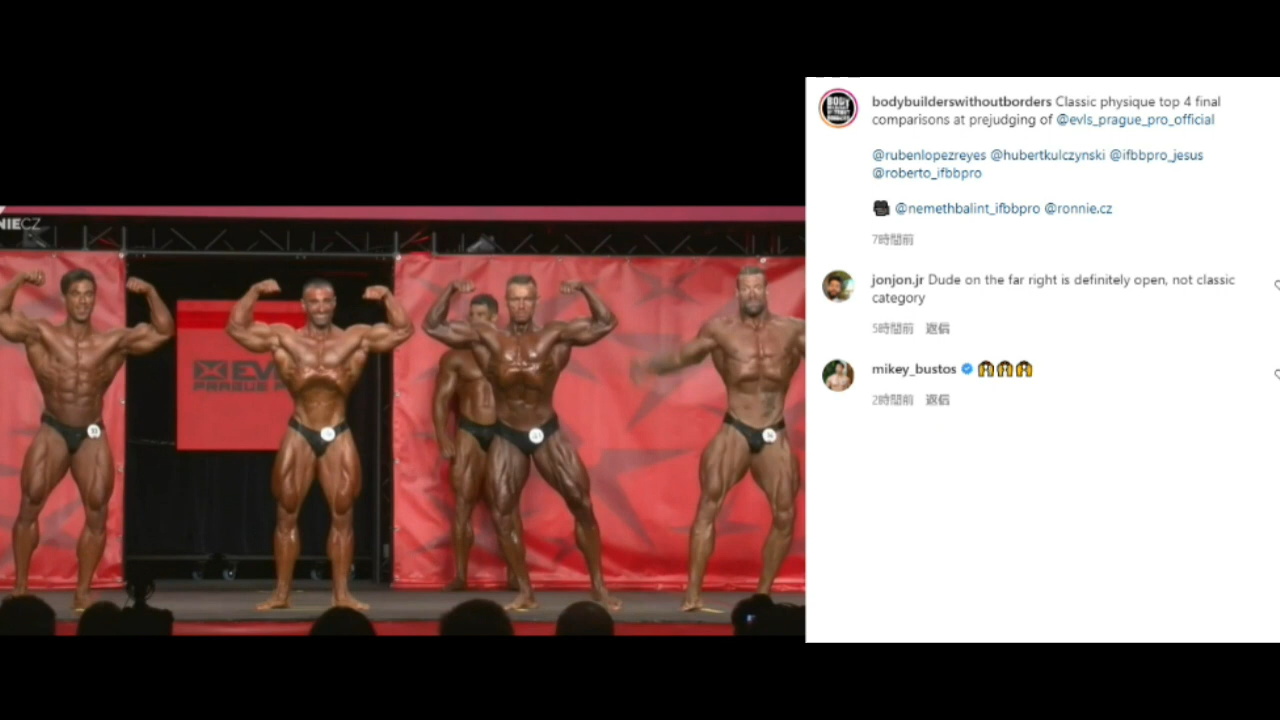 NIECZ
EV
PRAGUE P
bodybuilderswithoutborders Classic physique top 4 final
comparisons at prejudging of @evls_prague_pro_official
@rubenlopezreyes @hubertkulczynski @ifbbpro_jesus
@roberto_ifbbpro
@nemethbalint_ifbbpro @ronnie.cz
7時間前
jonjon.jr Dude on the far right is definitely open, not classic
category
5時間前 返信
mikey_bustos
2時間前 返信